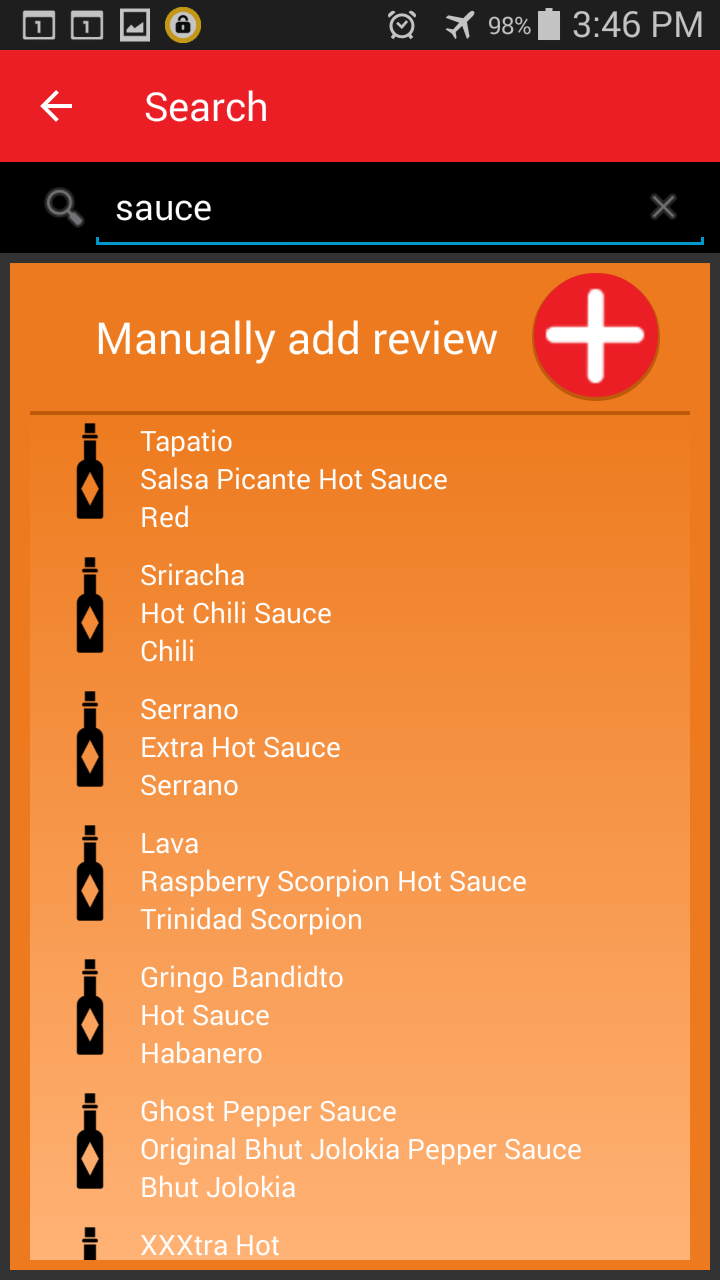 1 1 98% 3:46 PM
Search
sauce
Manually add review
Tapatio
Salsa Picante Hot Sauce
Red
Sriracha
Hot Chili Sauce
Chili
Serrano
Extra Hot Sauce
Serrano
Lava
Raspberry Scorpion Hot Sauce
Trinidad Scorpion
Gringo Bandidto
Hot Sauce
Habanero
Ghost Pepper Sauce
Original Bhut Jolokia Pepper Sauce
Bhut Jolokia
XXXtra Hot